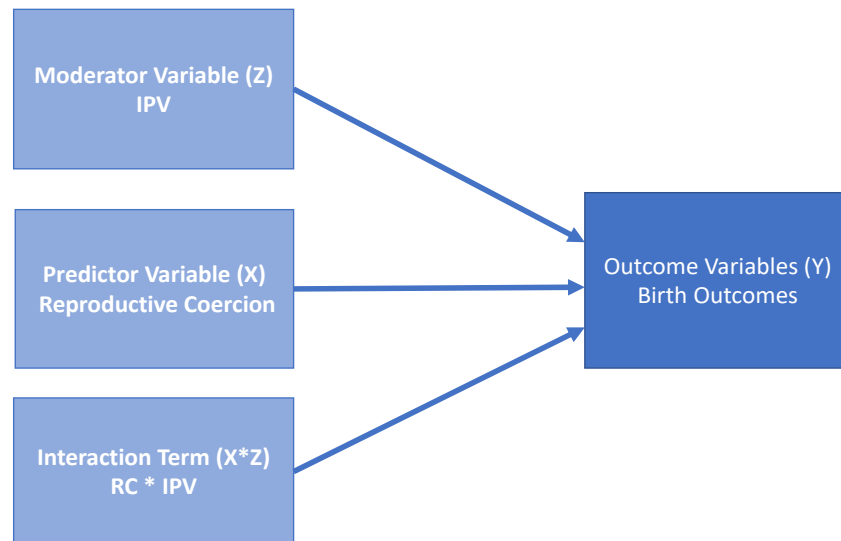 Moderator Variable (Z)
IPV
Predictor Variable (X)
Reproductive Coercion
Interaction Term (X*Z)
RC * IPV
Outcome Variables (Y)
Birth Outcomes